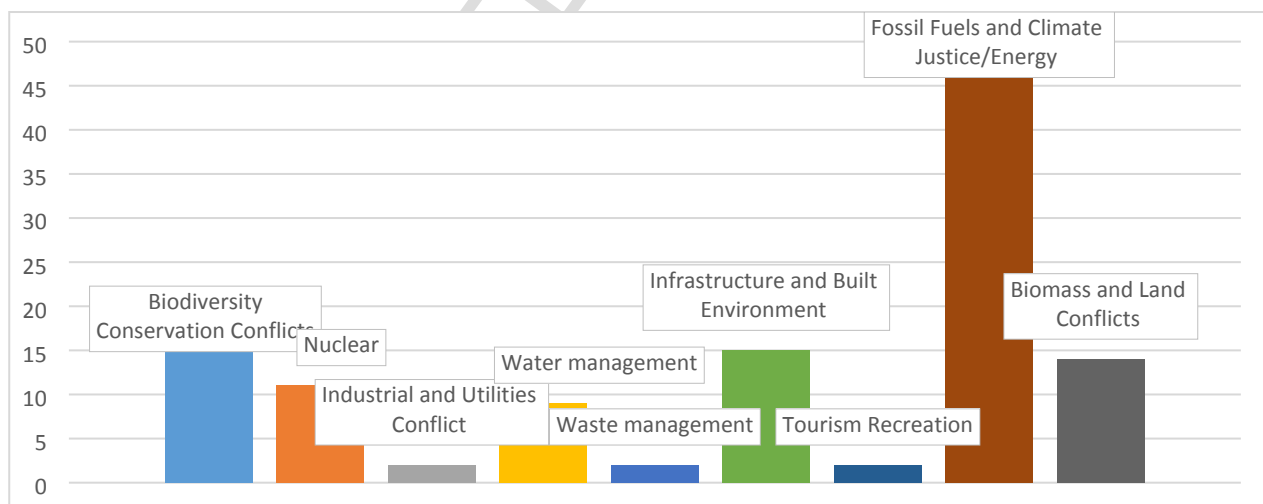 Fossil Fuels and Climate
Justice/Energy
50
45
40
35
30
25
20
15
10
5
0
Biodiversity
Conservation Conflicts
Nuclear
Industrial and Utilities
Conflict
Water management
Waste management
Infrastructure and Built
Environment
Tourism Recreation
Biomass and Land
Conflicts